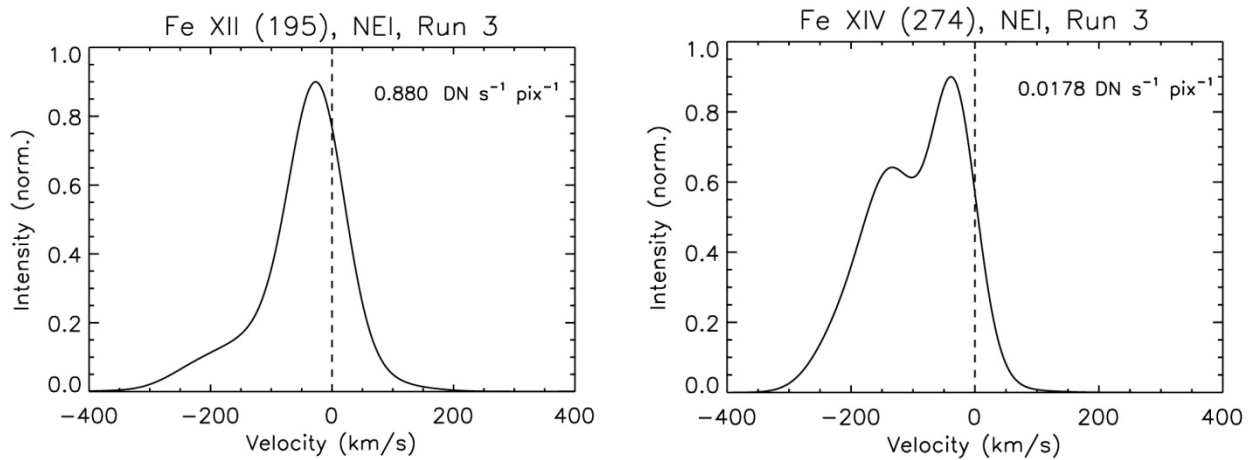 Fe XII (195), NEI, Run 3
0.880 DN s⁻¹ pix⁻¹
Intensity (norm.)
1.0
0.8
0.6
0.4
0.2
0.0
−400 −200 0 200 400
Velocity (km/s)
Fe XIV (274), NEI, Run 3
0.0178 DN s⁻¹ pix⁻¹
Intensity (norm.)
1.0
0.8
0.6
0.4
0.2
0.0
−400 −200 0 200 400
Velocity (km/s)